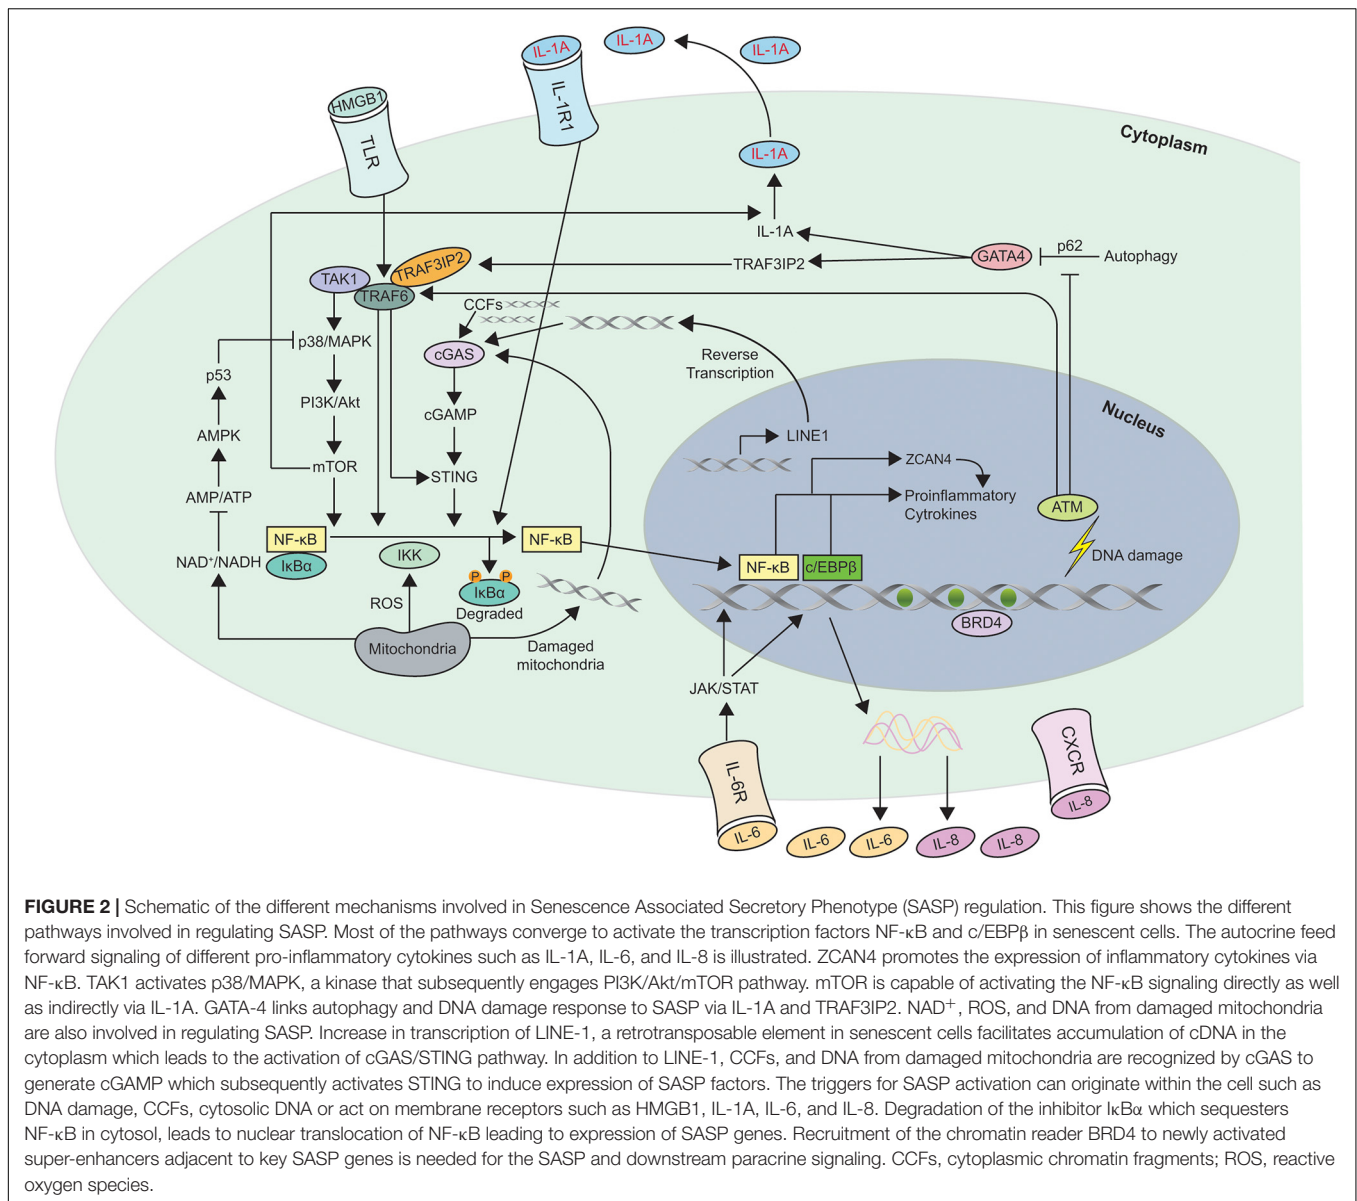 IL-1A
IL-1A
IL-1A
IL-1R1
HMGB1
TLR
Cytoplasm
IL-1A
IL-1A
p62
GATA4
Autophagy
TRAF3IP2
TRAF3IP2
TAK1
TRAF6
CCFs
p38/MAPK
cGAS
Reverse
Transcription
p53
PI3K/Akt
cGAMP
Nucleus
AMPK
LINE1
mTOR
STING
ZCAN4
AMP/ATP
Proinflammatory
Cytrokines
ATM
NF-κB
IKK
NF-κB
DNA damage
NAD⁺/NADH
IκBα
NF-κB
c/EBPβ
P P
IκBα
Degraded
ROS
BRD4
Mitochondria
Damaged
mitochondria
JAK/STAT
IL-6R
CXCR
IL-8
IL-6
IL-6
IL-6
IL-8
IL-8
FIGURE 2 | Schematic of the different mechanisms involved in Senescence Associated Secretory Phenotype (SASP) regulation. This figure shows the different
pathways involved in regulating SASP. Most of the pathways converge to activate the transcription factors NF-κB and c/EBPβ in senescent cells. The autocrine feed
forward signaling of different pro-inflammatory cytokines such as IL-1A, IL-6, and IL-8 is illustrated. ZCAN4 promotes the expression of inflammatory cytokines via
NF-κB. TAK1 activates p38/MAPK, a kinase that subsequently engages PI3K/Akt/mTOR pathway. mTOR is capable of activating the NF-κB signaling directly as well
as indirectly via IL-1A. GATA-4 links autophagy and DNA damage response to SASP via IL-1A and TRAF3IP2. NAD⁺, ROS, and DNA from damaged mitochondria
are also involved in regulating SASP. Increase in transcription of LINE-1, a retrotransposable element in senescent cells facilitates accumulation of cDNA in the
cytoplasm which leads to the activation of cGAS/STING pathway. In addition to LINE-1, CCFs, and DNA from damaged mitochondria are recognized by cGAS to
generate cGAMP which subsequently activates STING to induce expression of SASP factors. The triggers for SASP activation can originate within the cell such as
DNA damage, CCFs, cytosolic DNA or act on membrane receptors such as HMGB1, IL-1A, IL-6, and IL-8. Degradation of the inhibitor IκBα which sequesters
NF-κB in cytosol, leads to nuclear translocation of NF-κB leading to expression of SASP genes. Recruitment of the chromatin reader BRD4 to newly activated
super-enhancers adjacent to key SASP genes is needed for the SASP and downstream paracrine signaling. CCFs, cytoplasmic chromatin fragments; ROS, reactive
oxygen species.